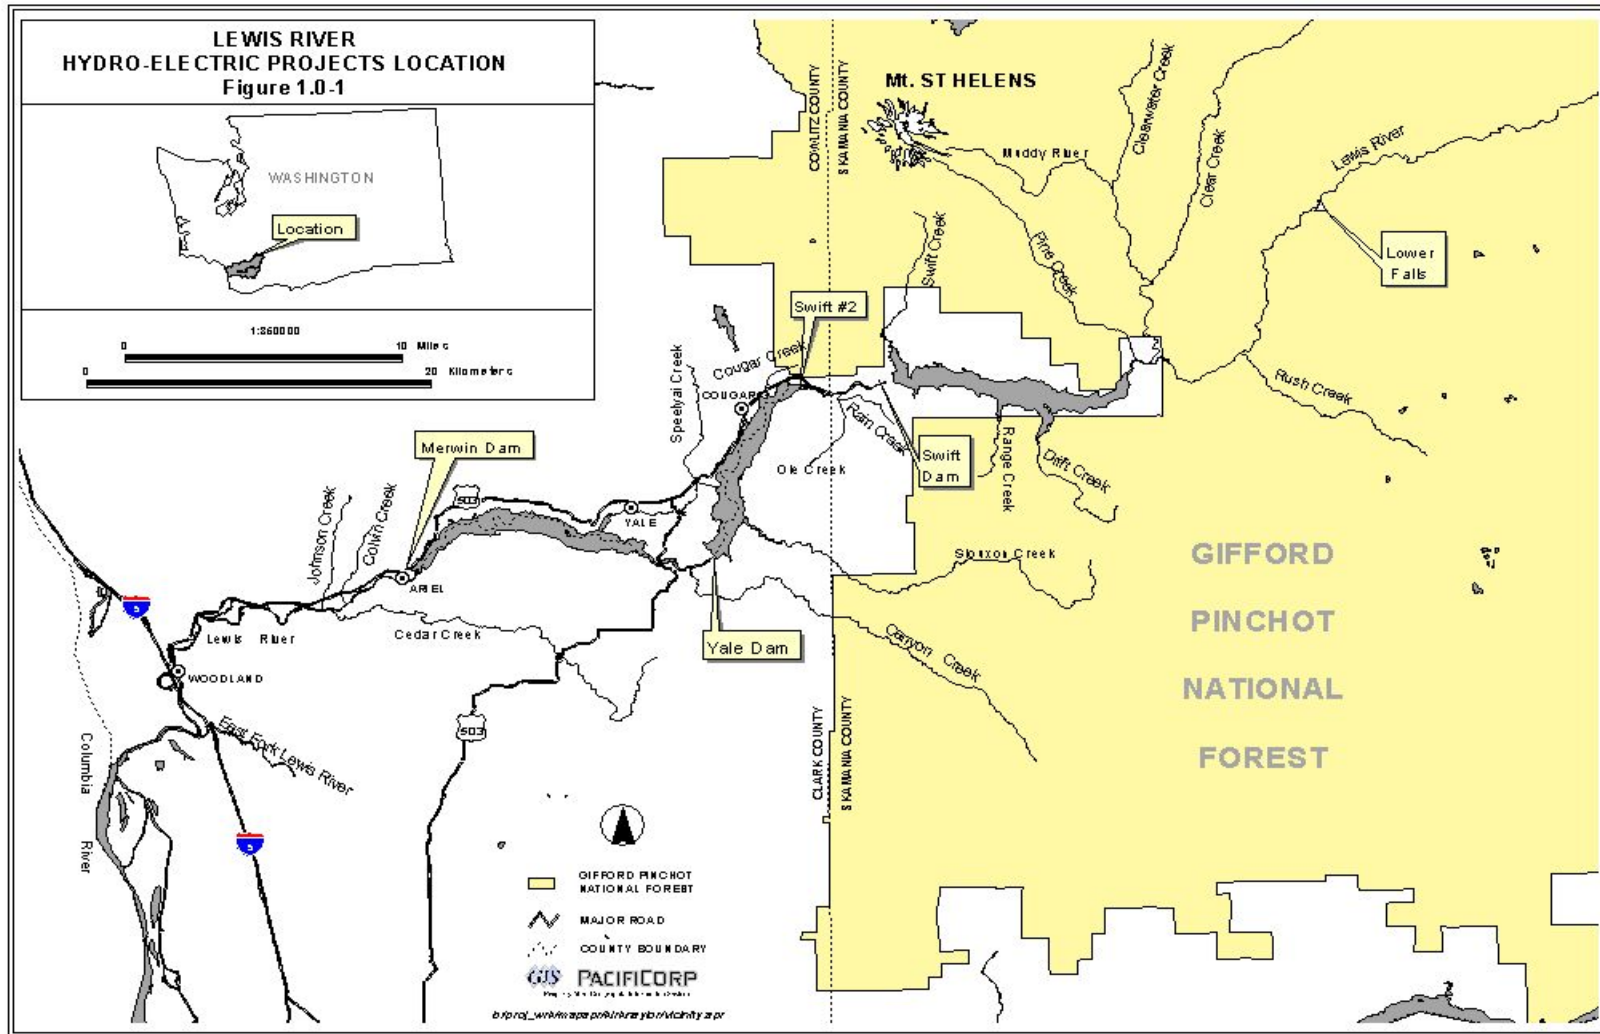 LEWIS RIVER
HYDRO-ELECTRIC PROJECTS LOCATION
Figure 1.0-1
WASHINGTON
Location
1:360000
0 10 Miles
0 20 Kilometers
Mt. ST HELENS
COWLITZ COUNTY
SKAMANIA COUNTY
Muddy River
Clearwater Creek
Clear Creek
Lewis River
Lower
Falls
Swift Creek
Pine Creek
Swift #2
Cougar Creek
Speelyai Creek
COUGAR
Rain Creek
Ole Creek
Swift
Dam
Range Creek
Drift Creek
Rush Creek
Merwin Dam
503
YALE
Johnson Creek
Colvin Creek
ARIEL
Siouxon Creek
5
Lewis River
Cedar Creek
Yale Dam
Canyon Creek
WOODLAND
503
East Fork Lewis River
Columbia River
5
CLARK COUNTY
SKAMANIA COUNTY
GIFFORD
PINCHOT
NATIONAL
FOREST
GIFFORD PINCHOT
NATIONAL FOREST
MAJOR ROAD
COUNTY BOUNDARY
GIS PACIFICORP